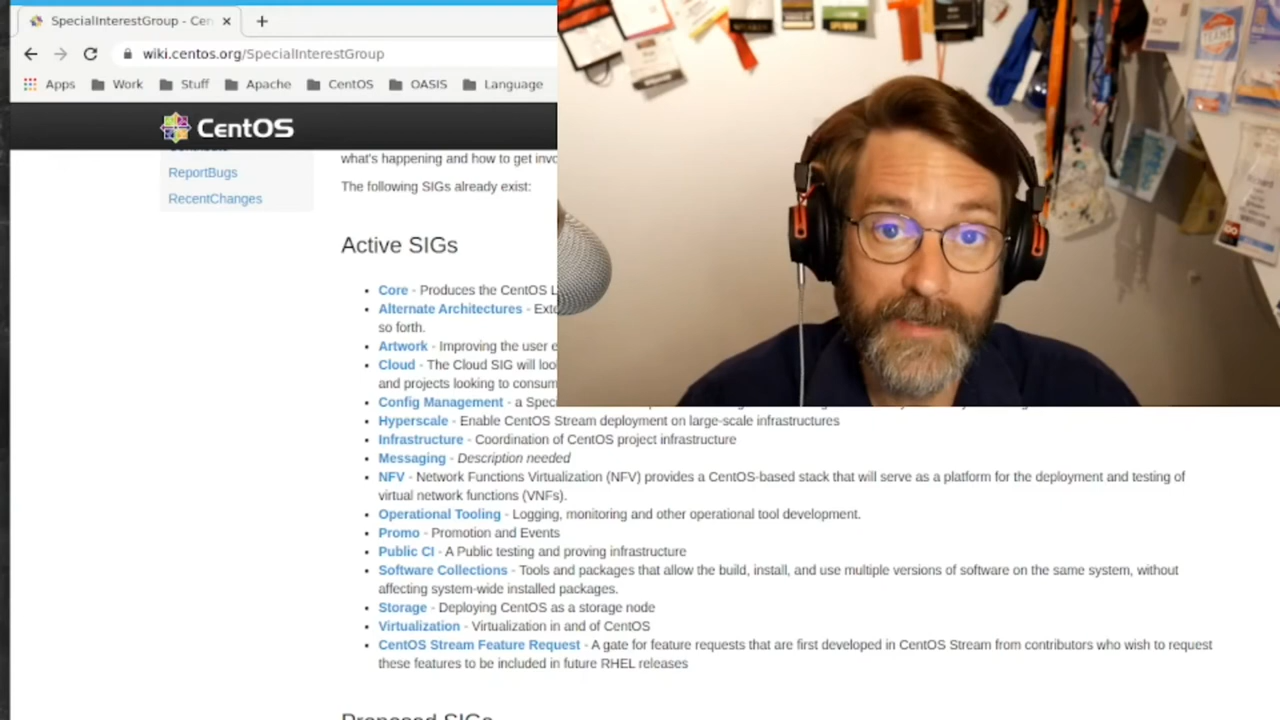 SpecialInterestGroup - Cen
wiki.centos.org/SpecialInterestGroup
Apps Work Stuff Apache CentOS OASIS Language
CentOS
ReportBugs
RecentChanges
what's happening and how to get invo
The following SIGs already exist:
Active SIGs
Core - Produces the CentOS L
Alternate Architectures - Exte
so forth.
Artwork - Improving the user e
Cloud - The Cloud SIG will loo
and projects looking to consum
Config Management - a Spec
Hyperscale - Enable CentOS Stream deployment on large-scale infrastructures
Infrastructure - Coordination of CentOS project infrastructure
Messaging - Description needed
NFV - Network Functions Virtualization (NFV) provides a CentOS-based stack that will serve as a platform for the deployment and testing of
virtual network functions (VNFs).
Operational Tooling - Logging, monitoring and other operational tool development.
Promo - Promotion and Events
Public CI - A Public testing and proving infrastructure
Software Collections - Tools and packages that allow the build, install, and use multiple versions of software on the same system, without
affecting system-wide installed packages.
Storage - Deploying CentOS as a storage node
Virtualization - Virtualization in and of CentOS
CentOS Stream Feature Request - A gate for feature requests that are first developed in CentOS Stream from contributors who wish to request
these features to be included in future RHEL releases
Proposed SIGs